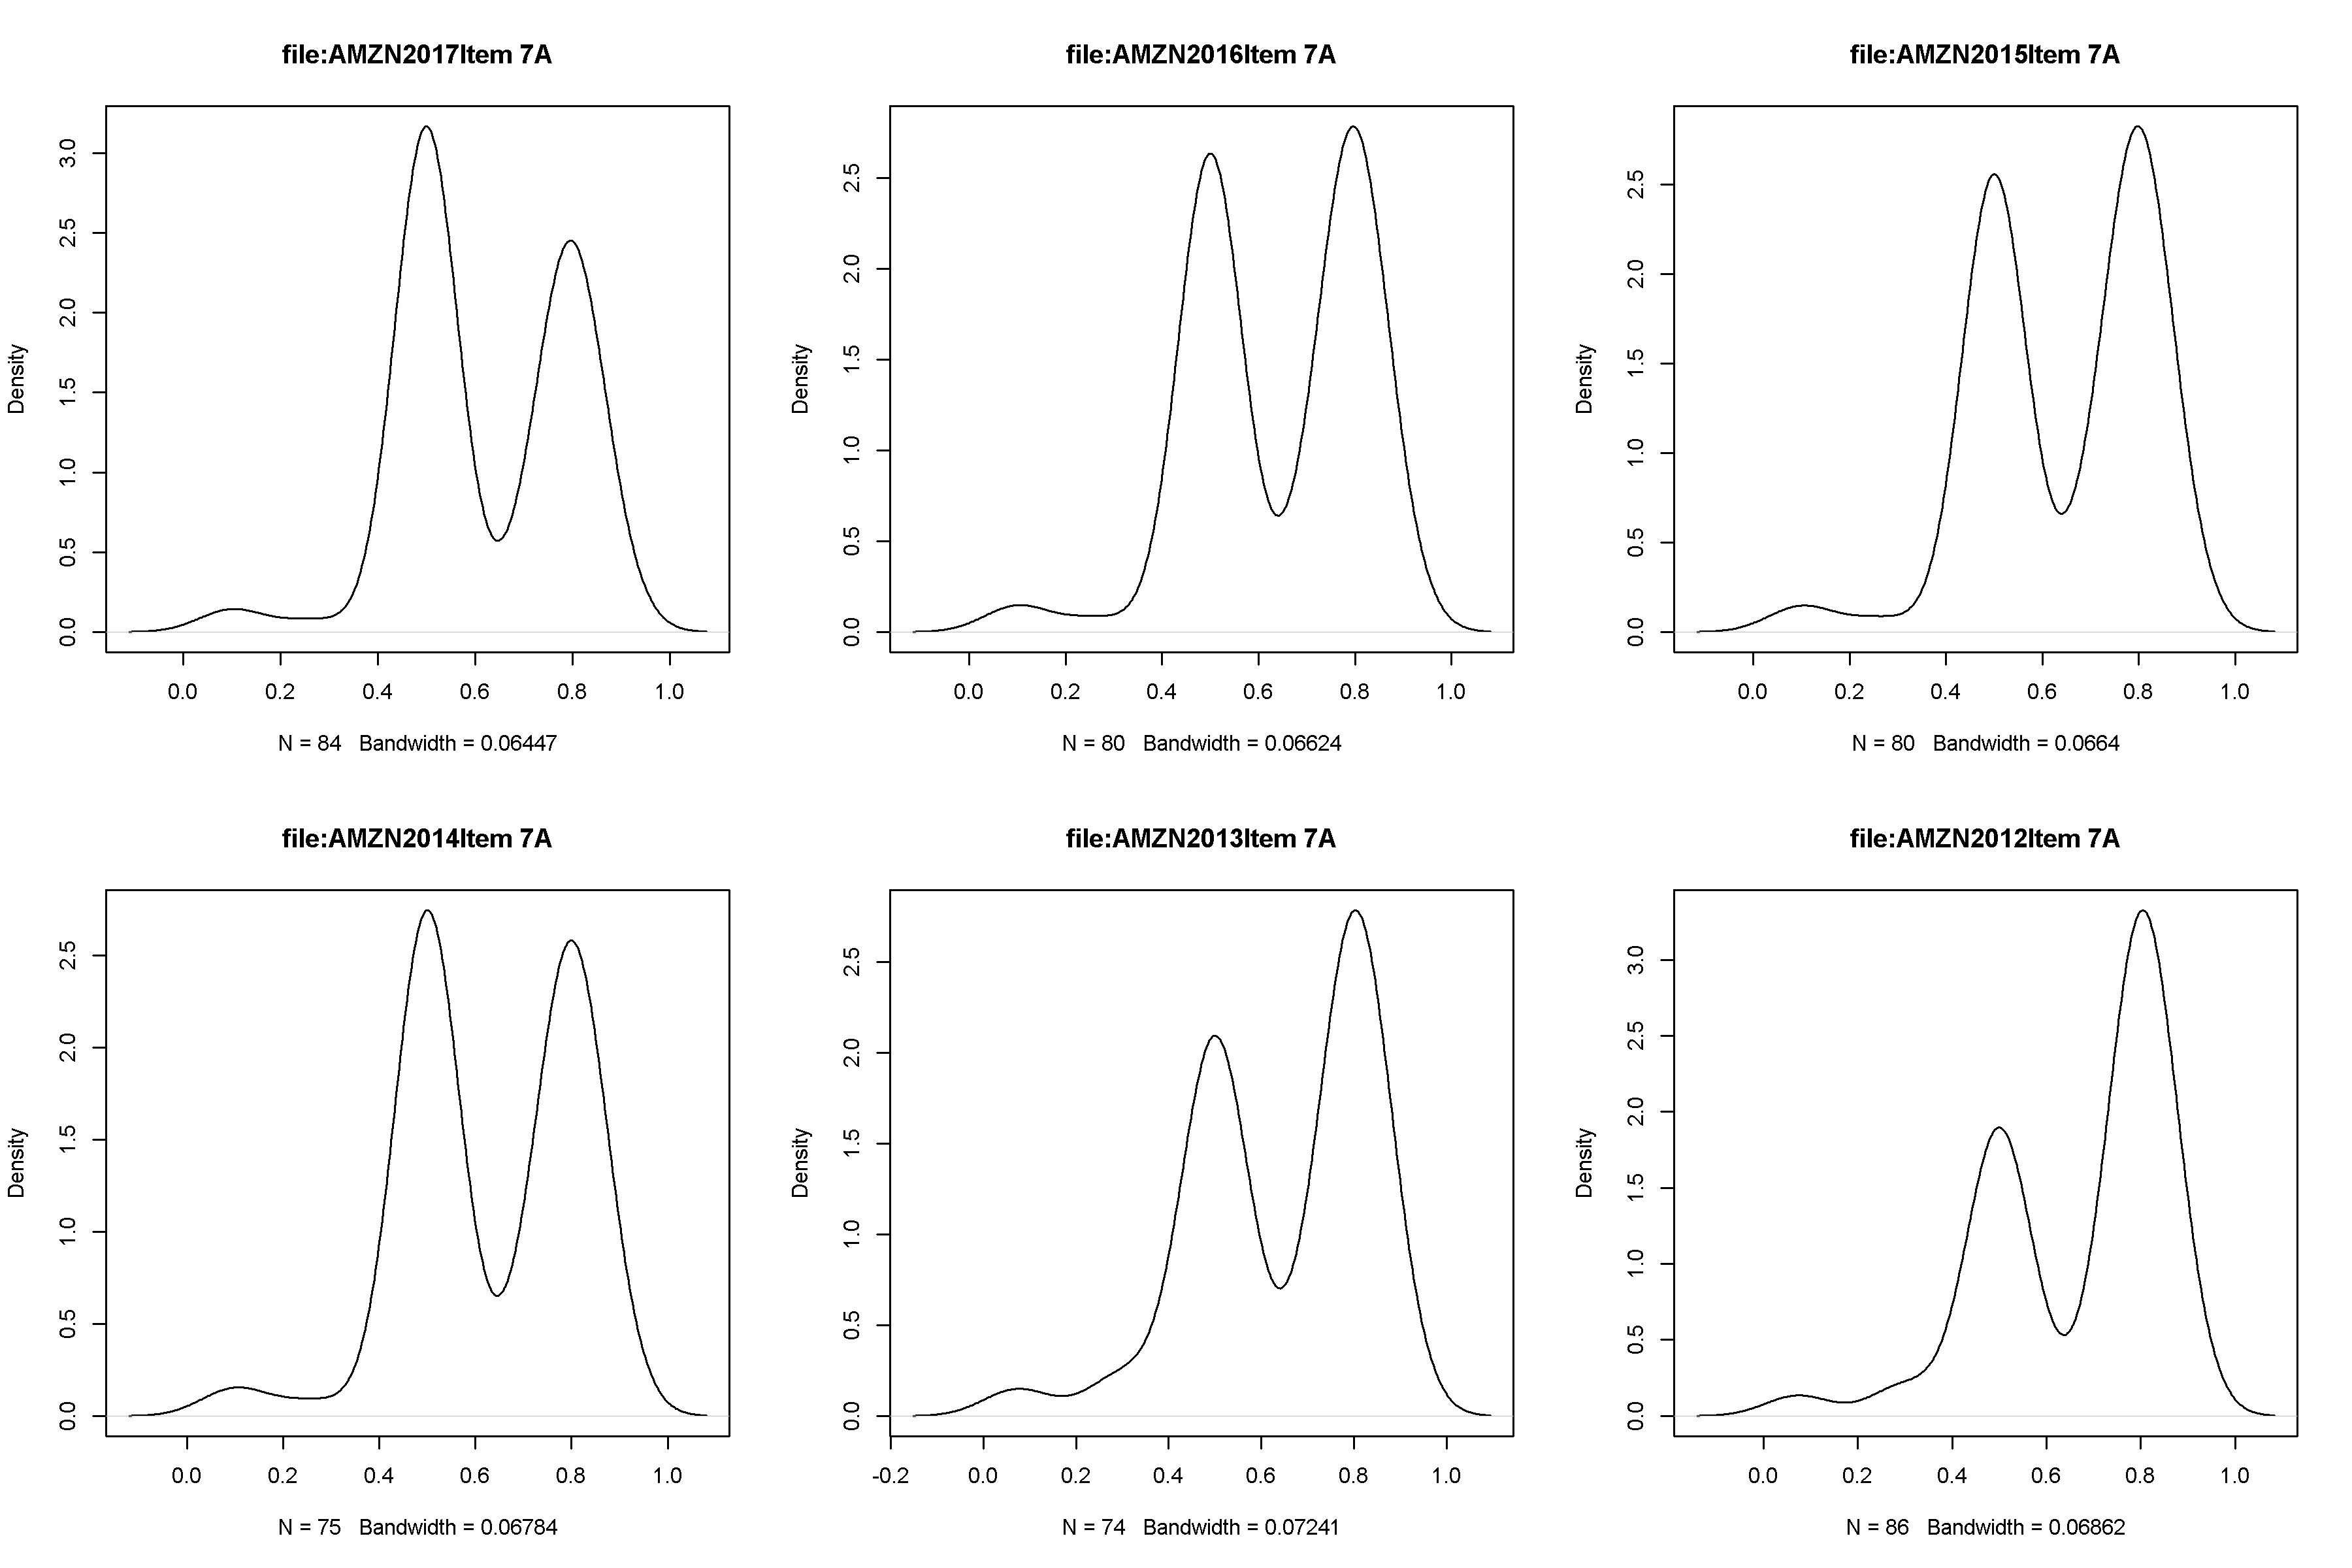 file:AMZN2017Item 7A
Density
3.0
2.5
2.0
1.5
1.0
0.5
0.0
0.0 0.2 0.4 0.6 0.8 1.0
N = 84 Bandwidth = 0.06447
file:AMZN2016Item 7A
Density
2.5
2.0
1.5
1.0
0.5
0.0
0.0 0.2 0.4 0.6 0.8 1.0
N = 80 Bandwidth = 0.06624
file:AMZN2015Item 7A
Density
2.5
2.0
1.5
1.0
0.5
0.0
0.0 0.2 0.4 0.6 0.8 1.0
N = 80 Bandwidth = 0.0664
file:AMZN2014Item 7A
Density
2.5
2.0
1.5
1.0
0.5
0.0
0.0 0.2 0.4 0.6 0.8 1.0
N = 75 Bandwidth = 0.06784
file:AMZN2013Item 7A
Density
2.5
2.0
1.5
1.0
0.5
0.0
-0.2 0.0 0.2 0.4 0.6 0.8 1.0
N = 74 Bandwidth = 0.07241
file:AMZN2012Item 7A
Density
3.0
2.5
2.0
1.5
1.0
0.5
0.0
0.0 0.2 0.4 0.6 0.8 1.0
N = 86 Bandwidth = 0.06862